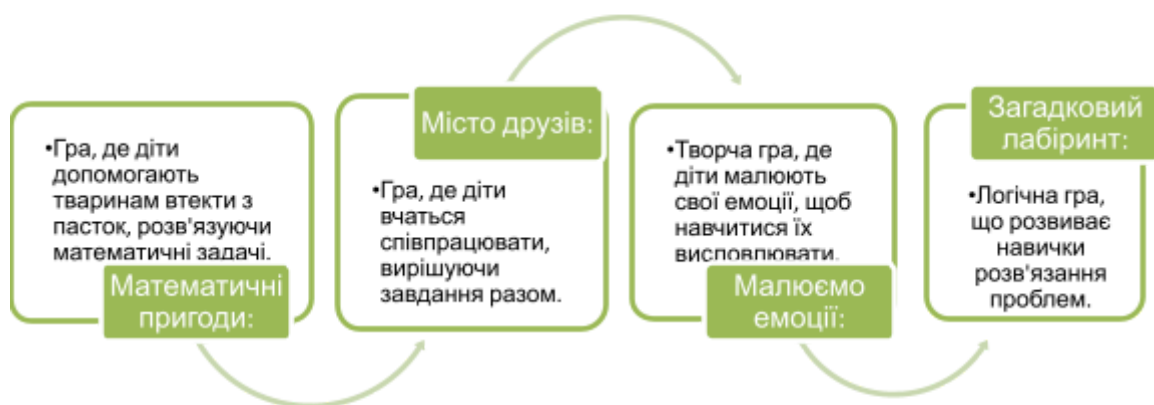 •Гра, де діти
допомогають
тваринам втекти з
пасток, розв'язуючи
математичні задачі.
Математичні
пригоди:
Місто друзів:
•Гра, де діти
вчаться
співпрацювати,
вирішуючи
завдання разом.
•Творча гра, де
діти малюють
свої емоції, щоб
навчитися їх
висловлювати.
Малюємо
емоції:
Загадковий
лабіринт:
•Логічна гра,
що розвиває
навички
розв'язання
проблем.